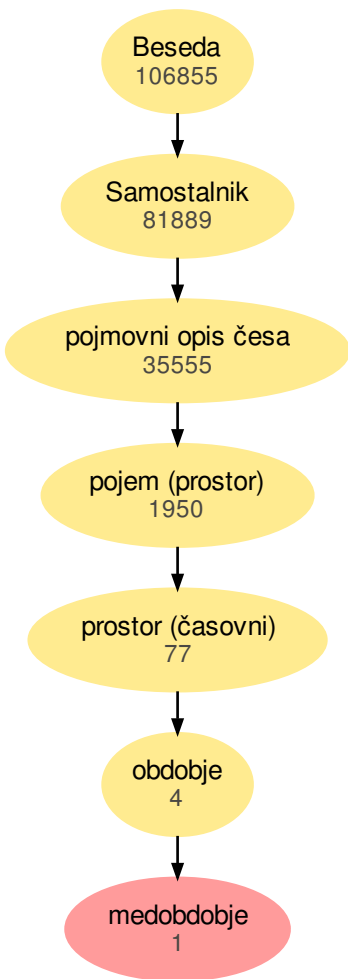 Beseda
106855
Samostalnik
81889
pojmovni opis česa
35555
pojem (prostor)
1950
prostor (časovni)
77
obdobje
4
medobdobje
1